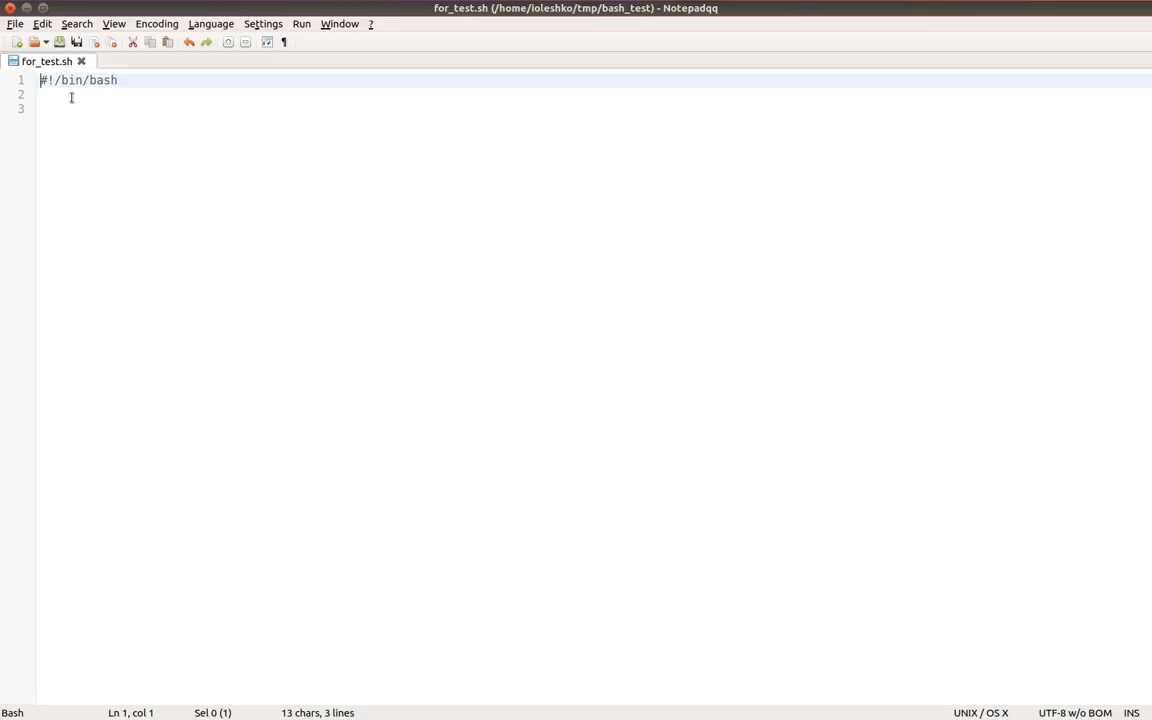 for_test.sh (/home/loleshko/tmp/bash_test) - Notepadqq
File Edit Search View Encoding Language Settings Run Window ?
for_test.sh
1 #!/bin/bash
2
3
Bash Ln 1, col 1 Sel 0 (1) 13 chars, 3 lines UNIX / OS X UTF-8 w/o BOM INS